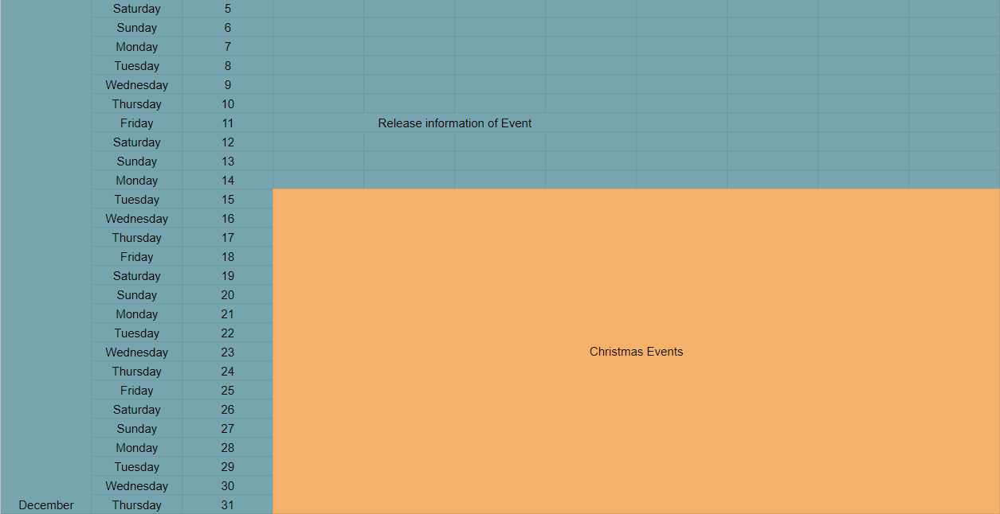 Saturday 5
Sunday 6
Monday 7
Tuesday 8
Wednesday 9
Thursday 10
Friday 11 Release information of Event
Saturday 12
Sunday 13
Monday 14
Tuesday 15
Wednesday 16
Thursday 17
Friday 18
Saturday 19
Sunday 20
Monday 21
Tuesday 22
Wednesday 23 Christmas Events
Thursday 24
Friday 25
Saturday 26
Sunday 27
Monday 28
Tuesday 29
Wednesday 30
December Thursday 31